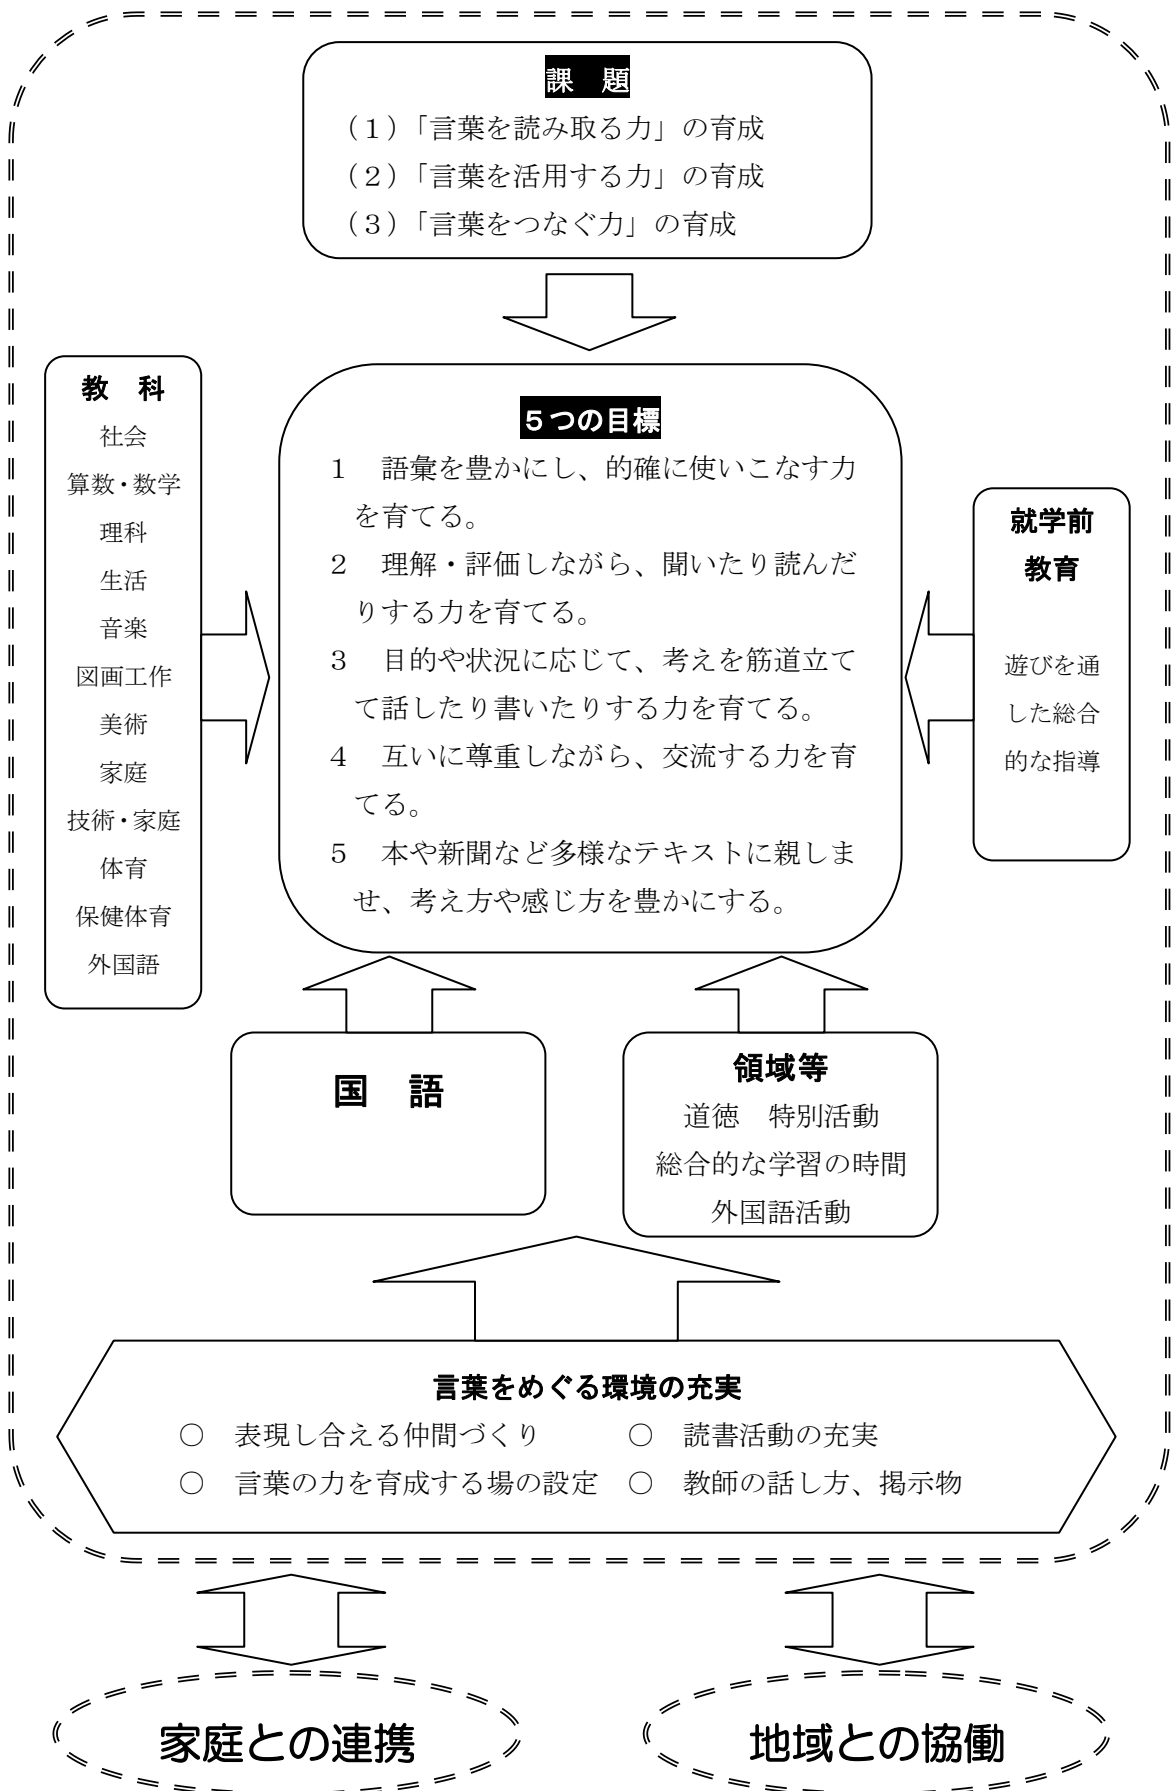 課　題
（１）「言葉を読み取る力」の育成
（２）「言葉を活用する力」の育成
（３）「言葉をつなぐ力」の育成
教　科
社会
算数・数学
理科
生活
音楽
図画工作
美術
家庭
技術・家庭
体育
保健体育
外国語
５つの目標
１　語彙を豊かにし、的確に使いこなす力
を育てる。
２　理解・評価しながら、聞いたり読んだ
りする力を育てる。
３　目的や状況に応じて、考えを筋道立て
て話したり書いたりする力を育てる。
４　互いに尊重しながら、交流する力を育
てる。
５　本や新聞など多様なテキストに親しま
せ、考え方や感じ方を豊かにする。
就学前
教育
遊びを通
した総合
的な指導
国　語
領域等
道徳　特別活動
総合的な学習の時間
外国語活動
言葉をめぐる環境の充実
○　表現し合える仲間づくり　　　○　読書活動の充実
○　言葉の力を育成する場の設定　○　教師の話し方、掲示物
家庭との連携
地域との協働